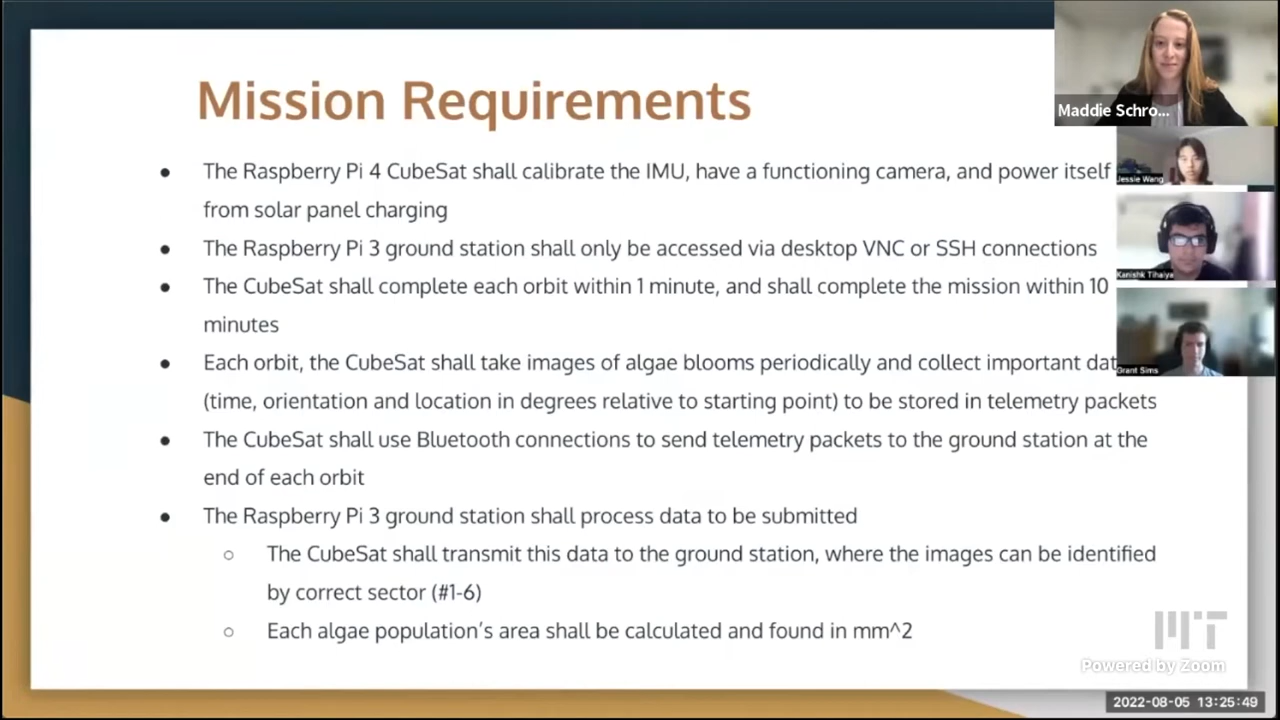 Mission Requirements
● The Raspberry Pi 4 CubeSat shall calibrate the IMU, have a functioning camera, and power itself
from solar panel charging
● The Raspberry Pi 3 ground station shall only be accessed via desktop VNC or SSH connections
● The CubeSat shall complete each orbit within 1 minute, and shall complete the mission within 10
minutes
● Each orbit, the CubeSat shall take images of algae blooms periodically and collect important dat
(time, orientation and location in degrees relative to starting point) to be stored in telemetry packets
● The CubeSat shall use Bluetooth connections to send telemetry packets to the ground station at the
end of each orbit
● The Raspberry Pi 3 ground station shall process data to be submitted
○ The CubeSat shall transmit this data to the ground station, where the images can be identified
by correct sector (#1-6)
○ Each algae population's area shall be calculated and found in mm^2
Maddie Schro...
Jessie Wang
Kanishk Tihaiya
Grant Sims
MIT
Powered by Zoom
2022-08-05 13:25:49